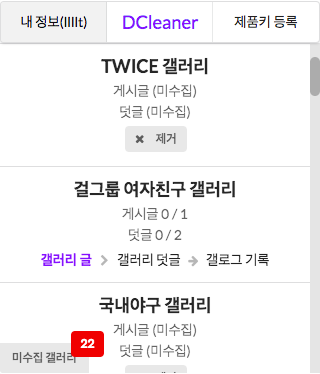 내 정보(IIIIt) DCleaner 제품키 등록
TWICE 갤러리
게시글 (미수집)
덧글 (미수집)
✖ 제거
걸그룹 여자친구 갤러리
게시글 0 / 1
덧글 0 / 2
갤러리 글 > 갤러리 덧글 → 갤로그 기록
국내야구 갤러리
게시글 (미수집)
덧글 (미수집)
22
미수집 갤러리